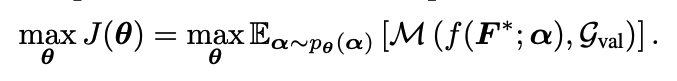 max_θ J(θ) = max_θ 𝔼_{α∼p_θ(α)} [ℳ (f(F*; α), 𝒢_val)] .